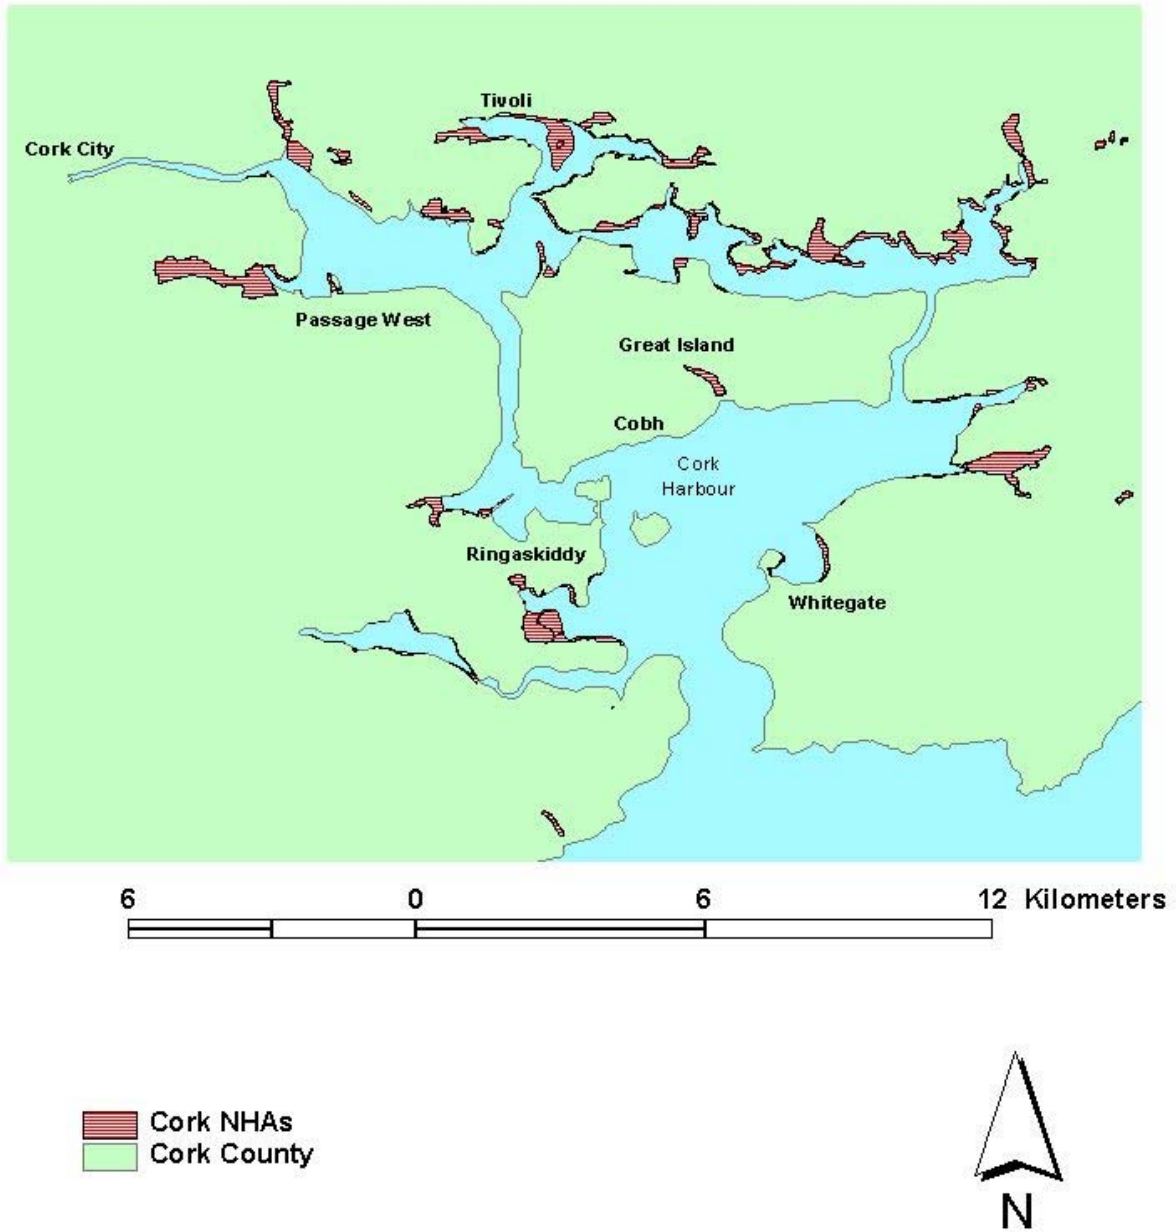 Tivoli
Cork City
Passage West
Great Island
Cobh
Cork
Harbour
Ringaskiddy
Whitegate
6 0 6 12 Kilometers
Cork NHAs
Cork County
N